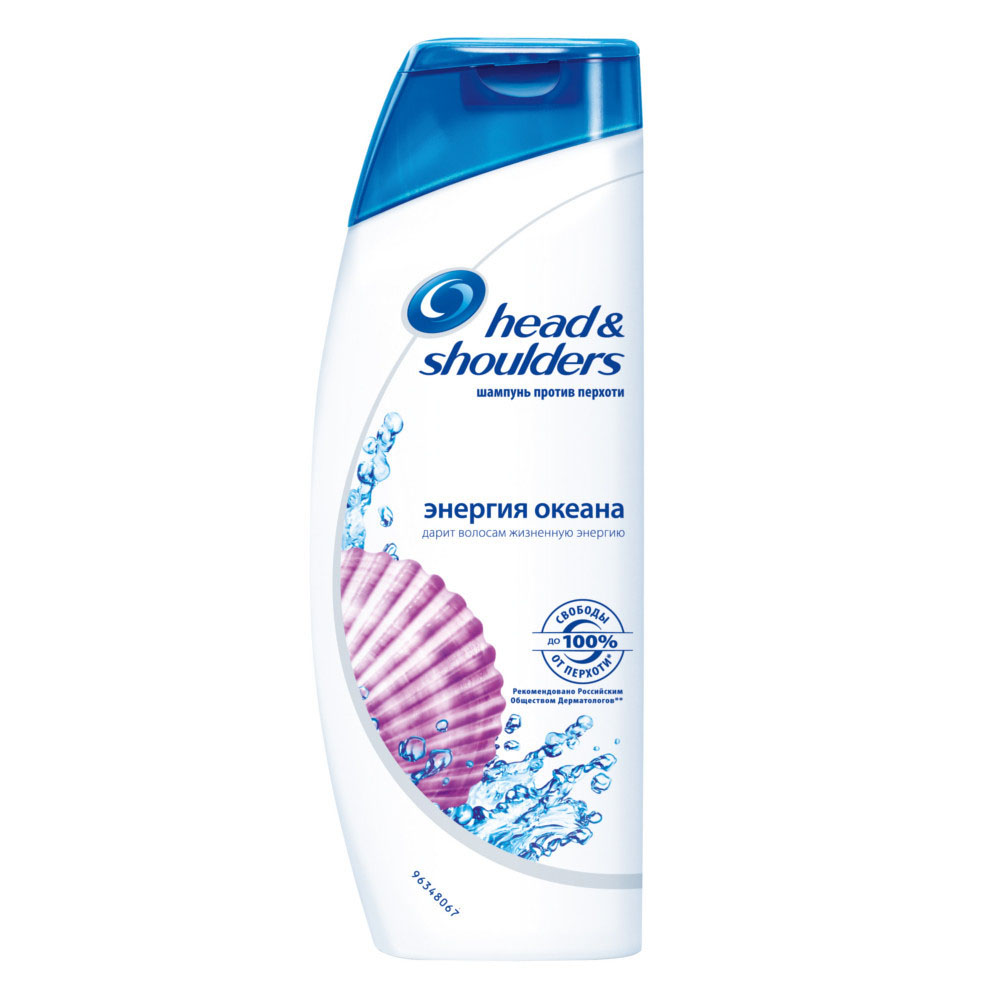 head &
shoulders
шампунь против перхоти
энергия океана
дарит волосам жизненную энергию
СВОБОДЫ
до 100%
ОТ ПЕРХОТИ*
Рекомендовано Российским
Обществом Дерматологов**
96348067